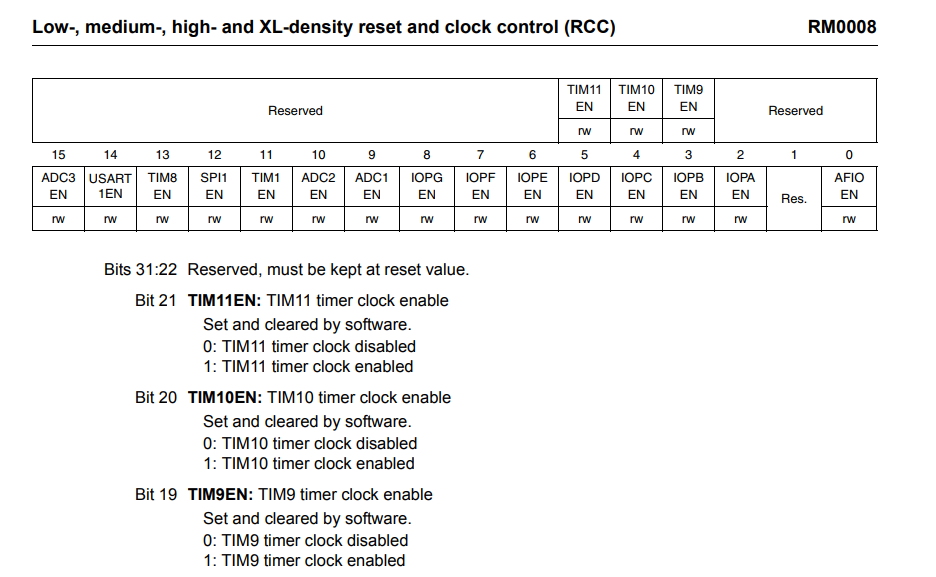 Low-, medium-, high- and XL-density reset and clock control (RCC) RM0008
Reserved TIM11 EN TIM10 EN TIM9 EN Reserved
rw rw rw
15 14 13 12 11 10 9 8 7 6 5 4 3 2 1 0
ADC3 EN USART 1EN TIM8 EN SPI1 EN TIM1 EN ADC2 EN ADC1 EN IOPG EN IOPF EN IOPE EN IOPD EN IOPC EN IOPB EN IOPA EN Res. AFIO EN
rw rw rw rw rw rw rw rw rw rw rw rw rw rw rw
Bits 31:22 Reserved, must be kept at reset value.
Bit 21 TIM11EN: TIM11 timer clock enable
Set and cleared by software.
0: TIM11 timer clock disabled
1: TIM11 timer clock enabled
Bit 20 TIM10EN: TIM10 timer clock enable
Set and cleared by software.
0: TIM10 timer clock disabled
1: TIM10 timer clock enabled
Bit 19 TIM9EN: TIM9 timer clock enable
Set and cleared by software.
0: TIM9 timer clock disabled
1: TIM9 timer clock enabled